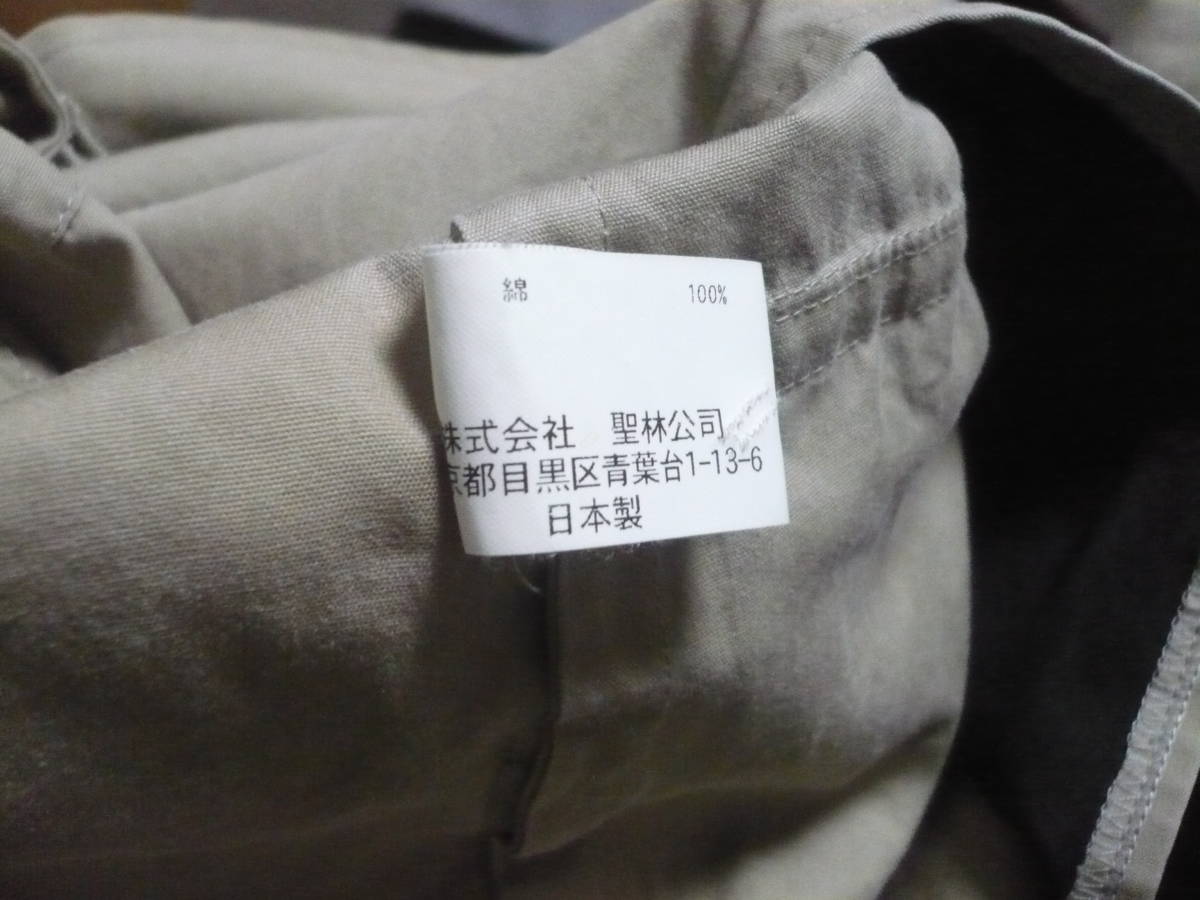 綿 100%
株式会社 聖林公司
京都目黒区青葉台1-13-6
日本製